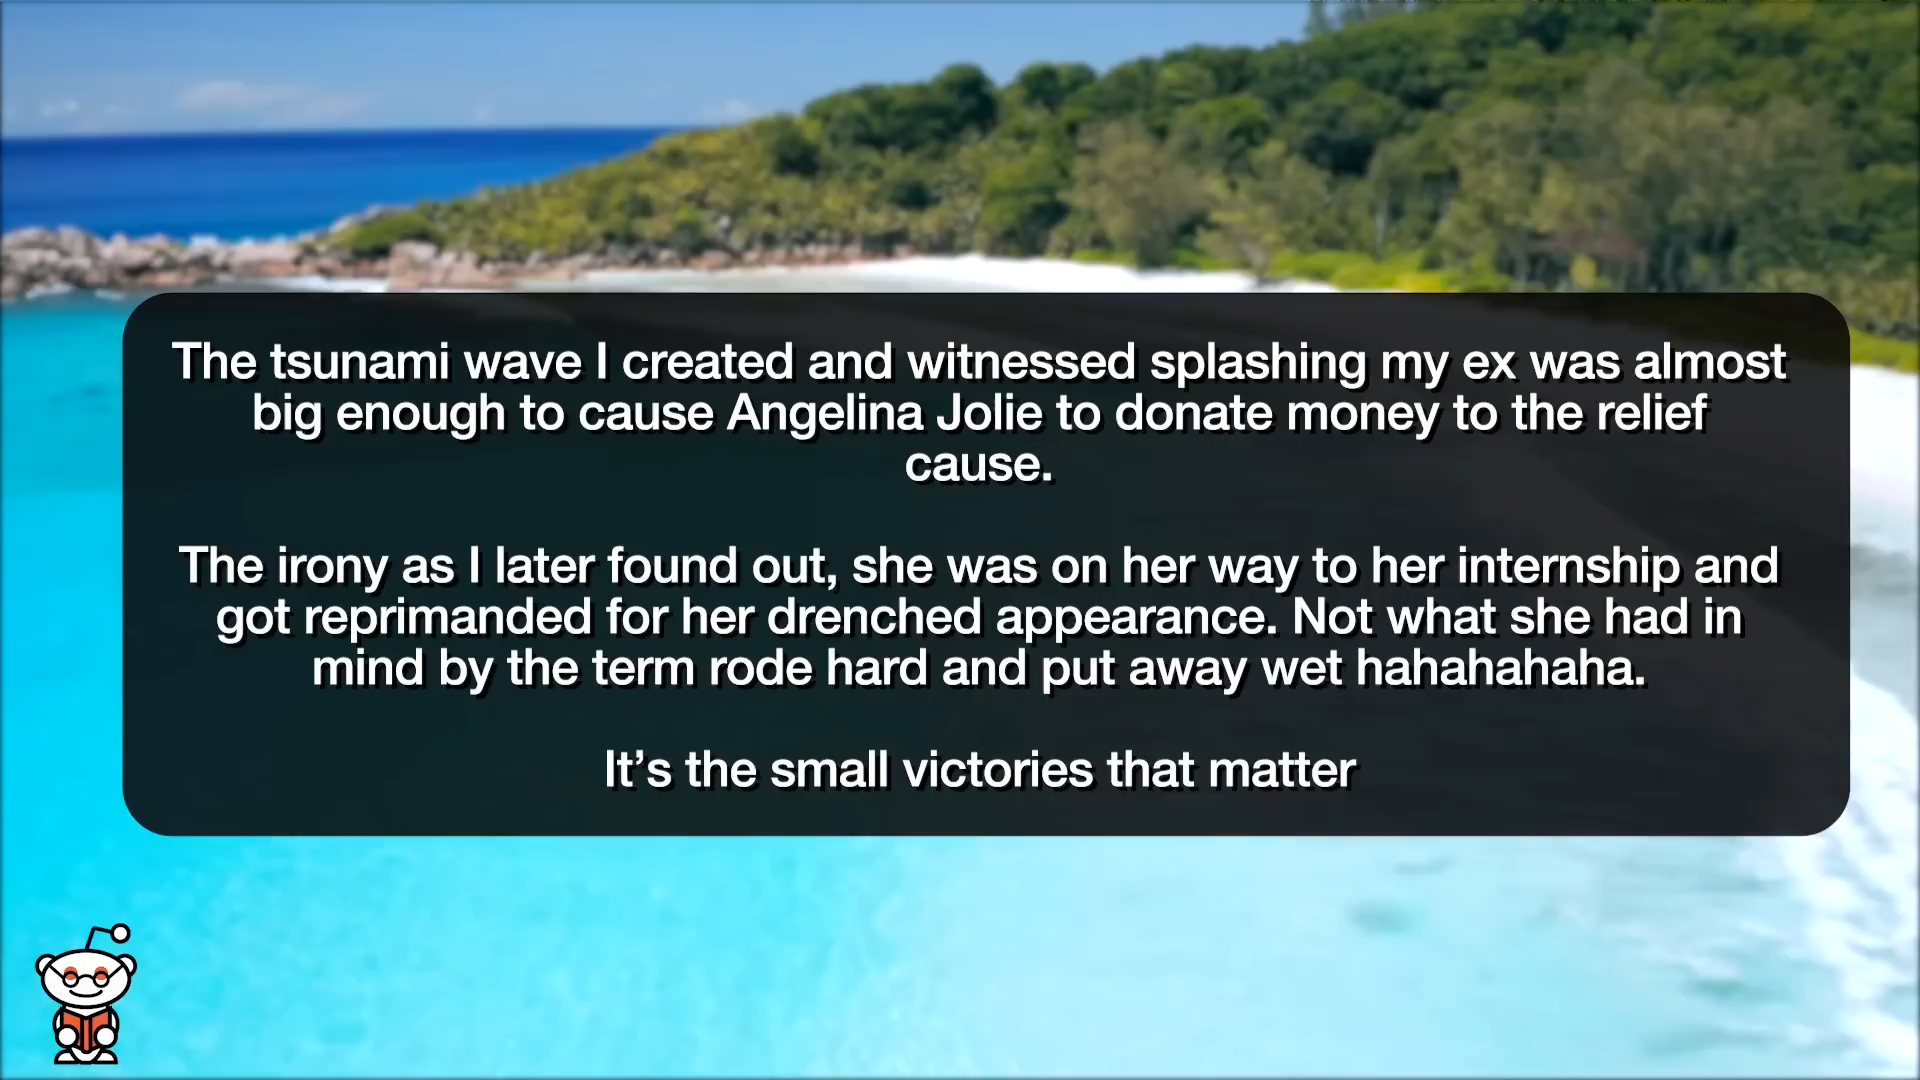 The tsunami wave I created and witnessed splashing my ex was almost
big enough to cause Angelina Jolie to donate money to the relief
cause.
The irony as I later found out, she was on her way to her internship and
got reprimanded for her drenched appearance. Not what she had in
mind by the term rode hard and put away wet hahahahaha.
It’s the small victories that matter